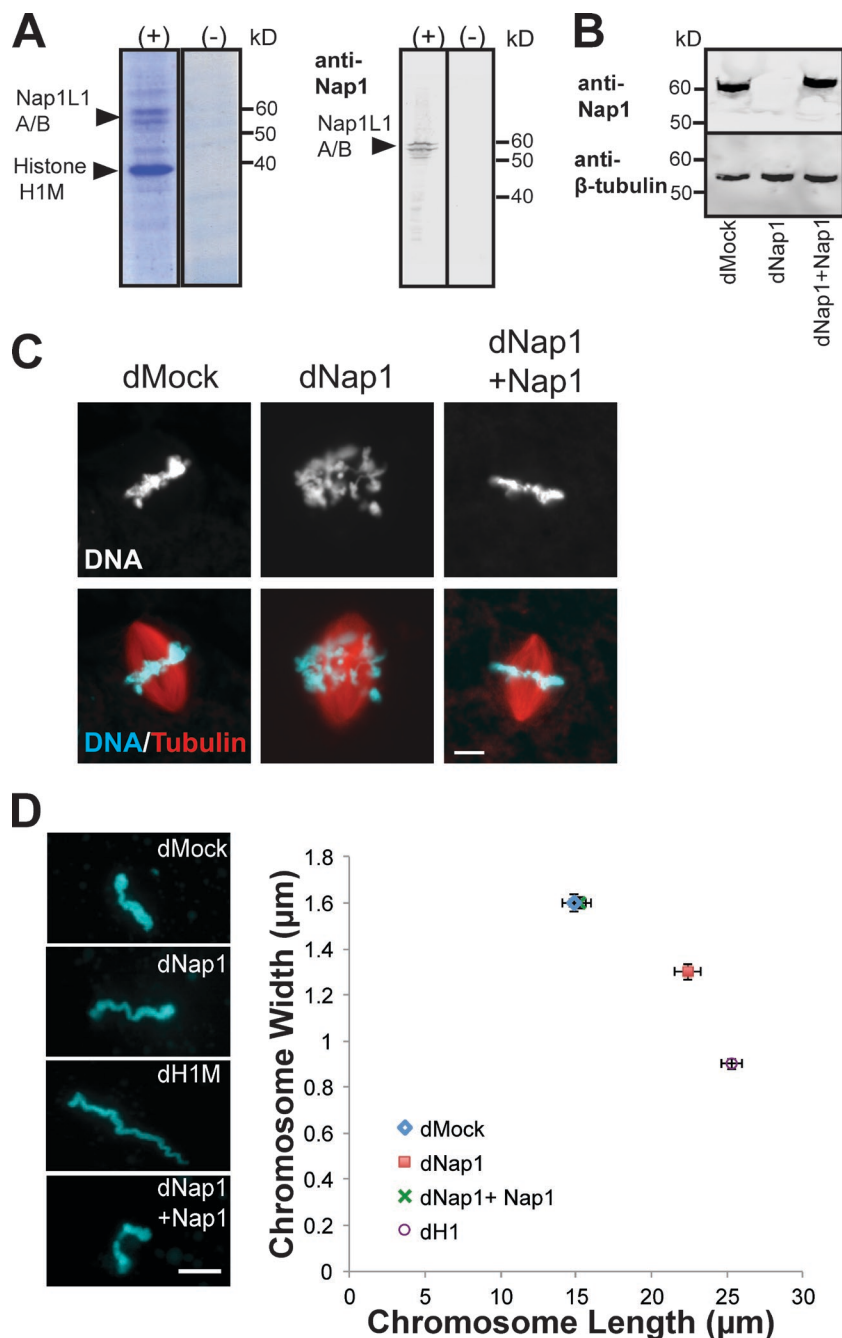 A
(+)
(-)
kD
Nap1L1
A/B
Histone
H1M
60
50
40
anti-
Nap1
(+)
(-)
kD
Nap1L1
A/B
60
50
40
B
kD
anti-
Nap1
60
50
anti-
β-tubulin
60
50
dMock
dNap1
dNap1+Nap1
C
dMock
dNap1
dNap1
+Nap1
DNA
DNA/Tubulin
D
dMock
dNap1
dH1M
dNap1
+Nap1
Chromosome Width (µm)
1.8
1.6
1.4
1.2
1
0.8
0.6
0.4
0.2
0
dMock
dNap1
dNap1+ Nap1
dH1
0
5
10
15
20
25
30
Chromosome Length (µm)